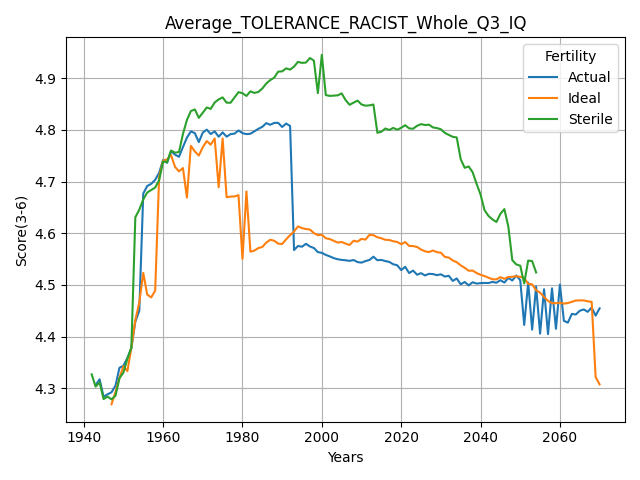 Average_TOLERANCE_RACIST_Whole_Q3_IQ
Score(3-6)
4.9
4.8
4.7
4.6
4.5
4.4
4.3
Fertility
Actual
Ideal
Sterile
1940 1960 1980 2000 2020 2040 2060
Years